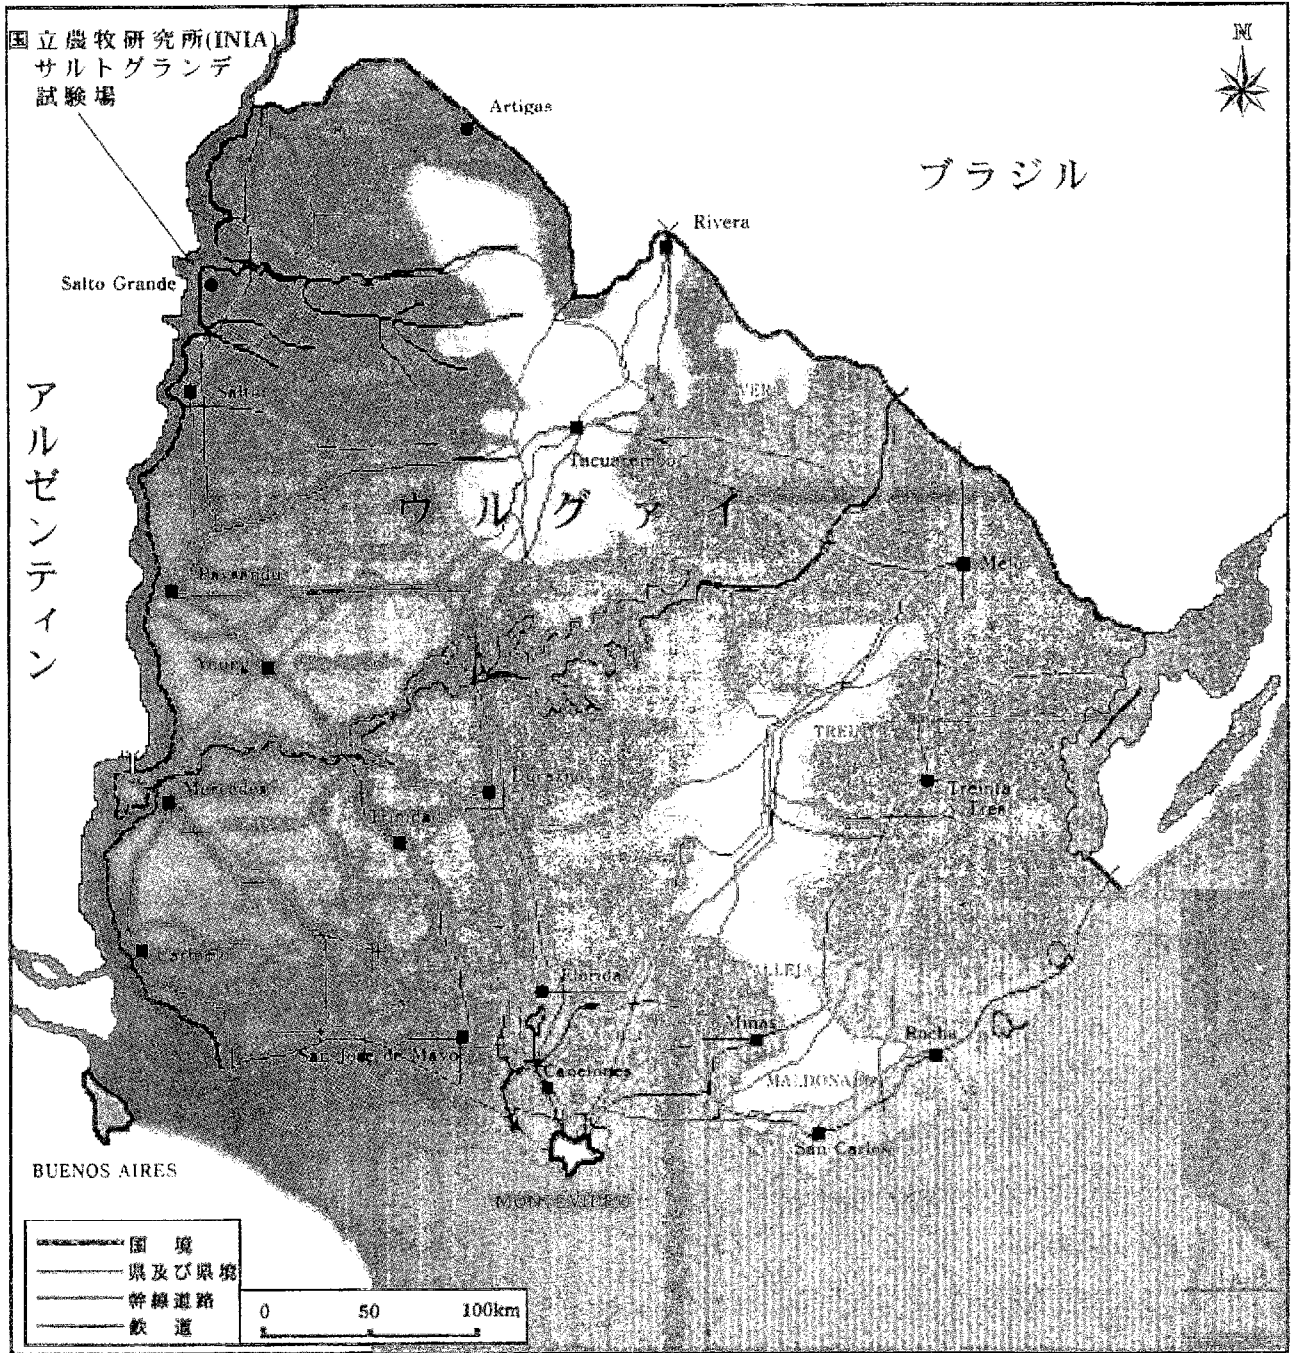 国立農牧研究所(INIA)
サルトグランデ
試験場
N
Artigas
ブラジル
Rivera
Salto Grande
アルゼンティン
Salto
Tacuarembo
ウルグァイ
Paysandu
Melo
Young
TREINTA
Mercedes
Durazno
Trinidad
Treinta
Tres
Florida
Minas
Rocha
San Jose de Mayo
Canelones
MALDONADO
San Carlos
BUENOS AIRES
MONTEVIDEO
国境
県及び県境
幹線道路
鉄道
0 50 100km